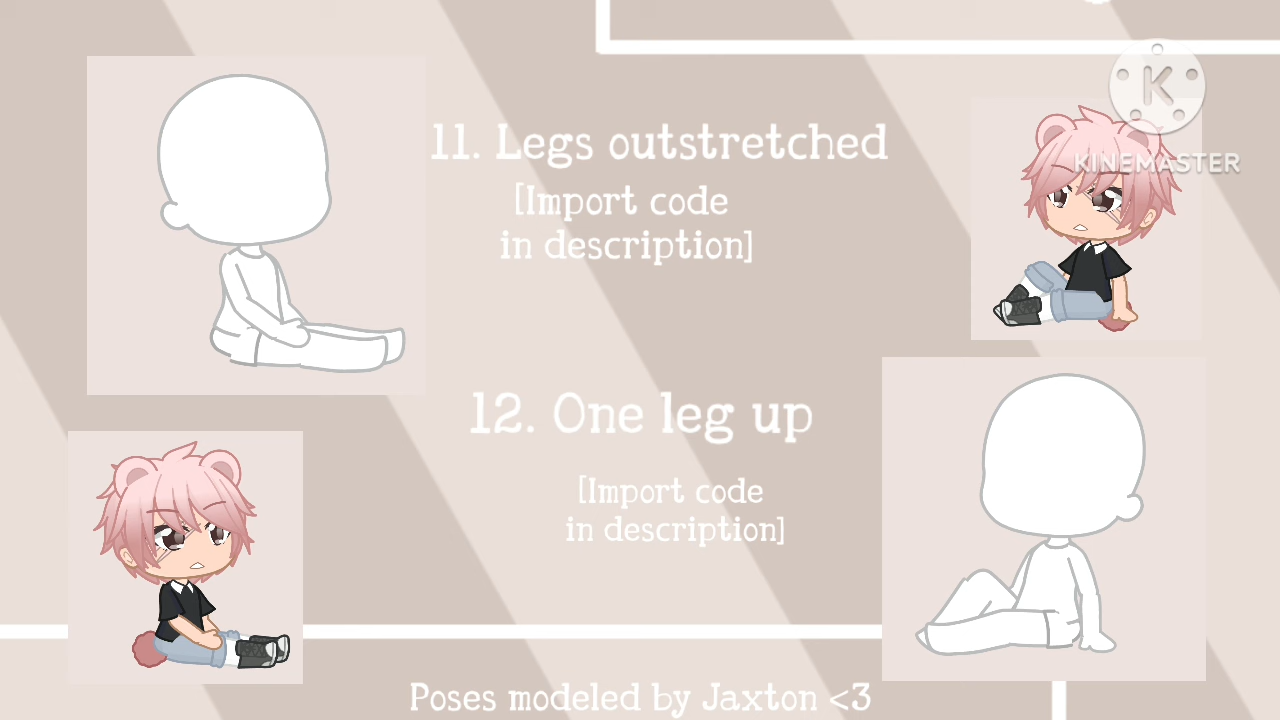 11. Legs outstretched
[Import code
in description]
K
KINEMASTER
12. One leg up
[Import code
in description]
Poses modeled by Jaxton <3